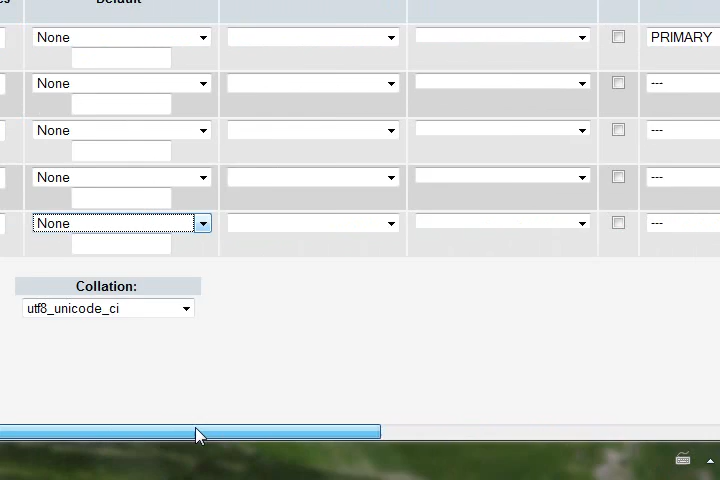 Default
None
PRIMARY
None
---
None
---
None
---
None
---
Collation:
utf8_unicode_ci